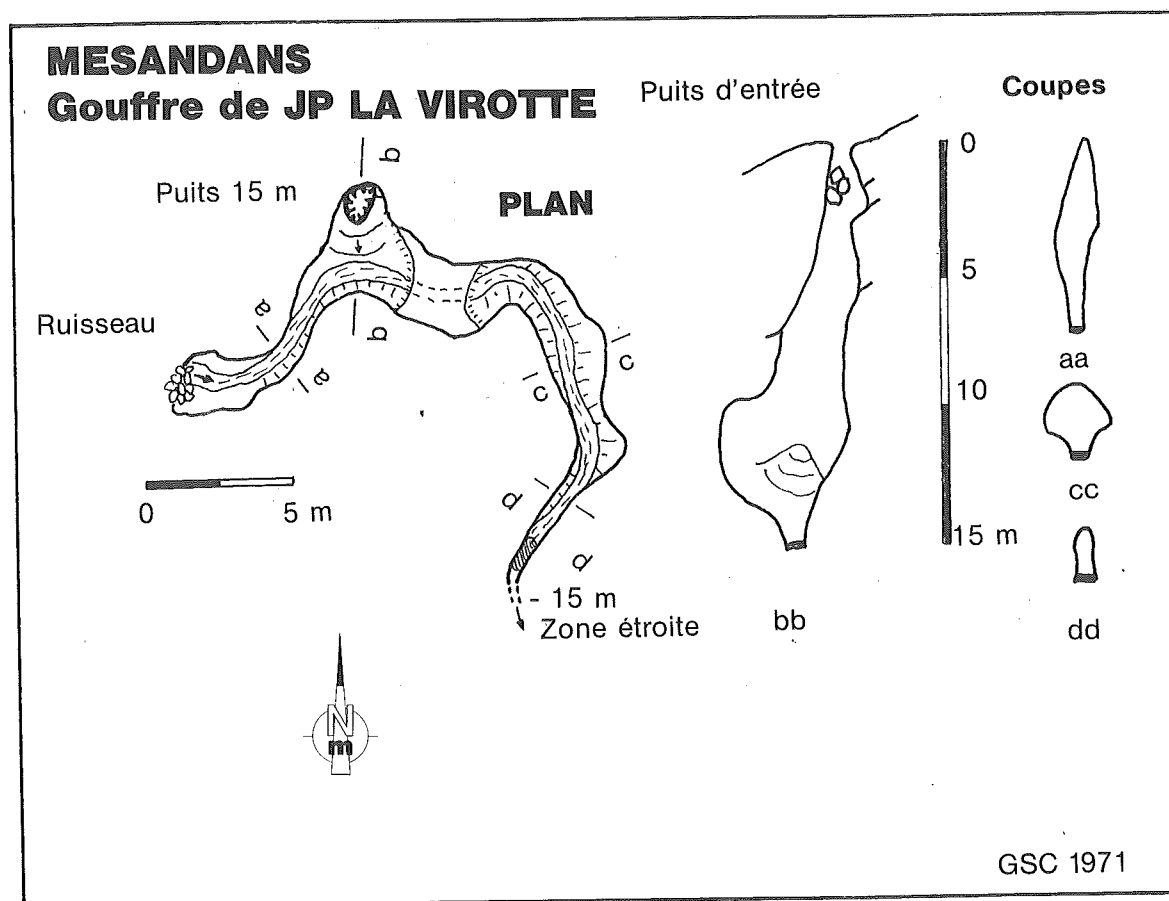 MESANDANS
Gouffre de JP LA VIROTTE
Puits d'entrée
Coupes
Puits 15 m
PLAN
Ruisseau
a
a
b
b
c
c
d
d
0
5 m
- 15 m
Zone étroite
N
m
0
5
10
15 m
bb
aa
cc
dd
GSC 1971